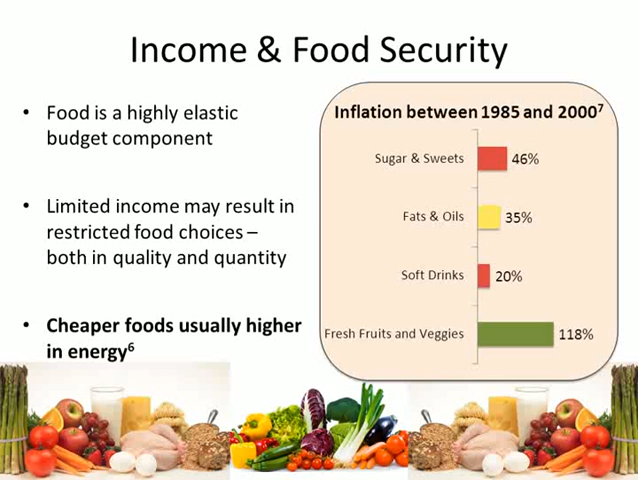 Income & Food Security
• Food is a highly elastic
budget component
• Limited income may result in
restricted food choices –
both in quality and quantity
• Cheaper foods usually higher
in energy⁶
Inflation between 1985 and 2000⁷
Sugar & Sweets 46%
Fats & Oils 35%
Soft Drinks 20%
Fresh Fruits and Veggies 118%